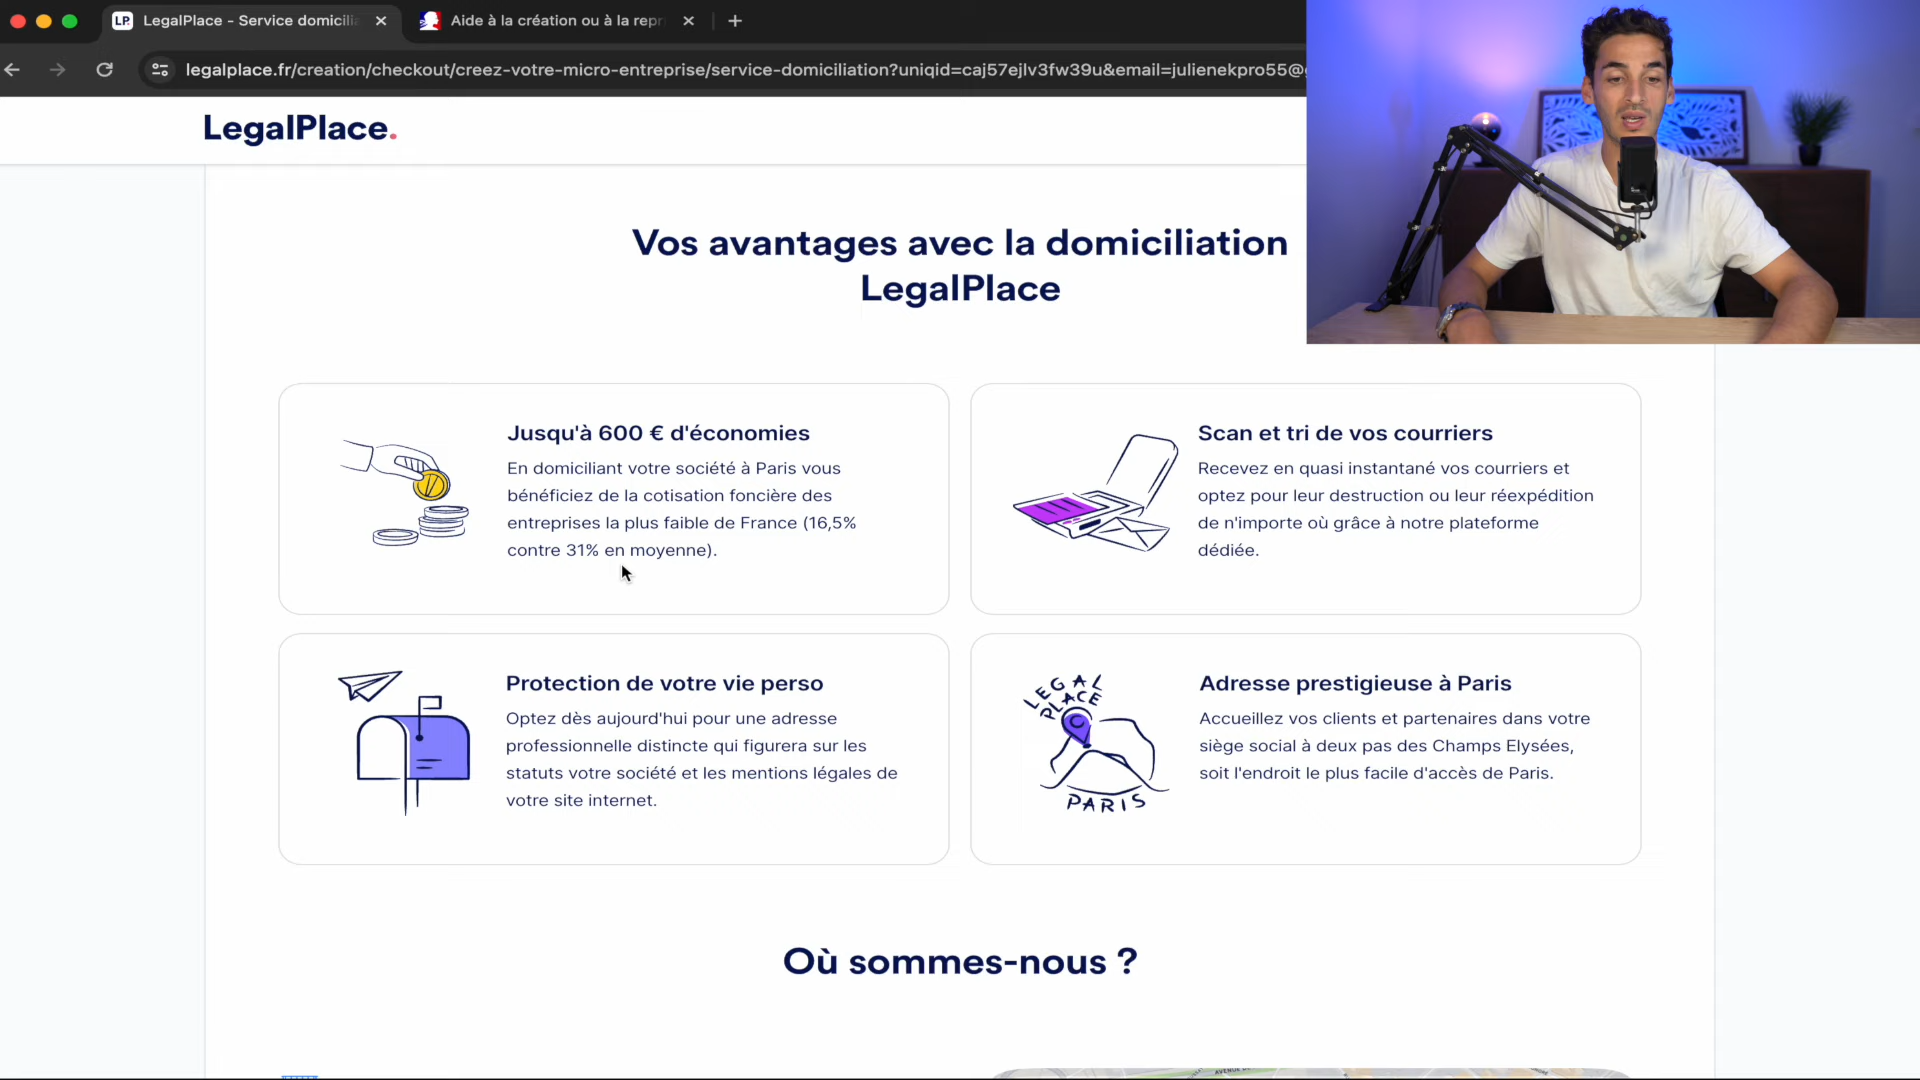 LegalPlace - Service domicilia
Aide à la création ou à la repr
legalplace.fr/creation/checkout/creez-votre-micro-entreprise/service-domiciliation?uniqid=caj57ejlv3fw39u&email=julienekpro55@g
LegalPlace.
Vos avantages avec la domiciliation
LegalPlace
Jusqu'à 600 € d'économies
En domiciliant votre société à Paris vous
bénéficiez de la cotisation foncière des
entreprises la plus faible de France (16,5%
contre 31% en moyenne).
Scan et tri de vos courriers
Recevez en quasi instantané vos courriers et
optez pour leur destruction ou leur réexpédition
de n'importe où grâce à notre plateforme
dédiée.
Protection de votre vie perso
Optez dès aujourd'hui pour une adresse
professionnelle distincte qui figurera sur les
statuts votre société et les mentions légales de
votre site internet.
LEGAL
PLACE
PARIS
Adresse prestigieuse à Paris
Accueillez vos clients et partenaires dans votre
siège social à deux pas des Champs Elysées,
soit l'endroit le plus facile d'accès de Paris.
Où sommes-nous ?